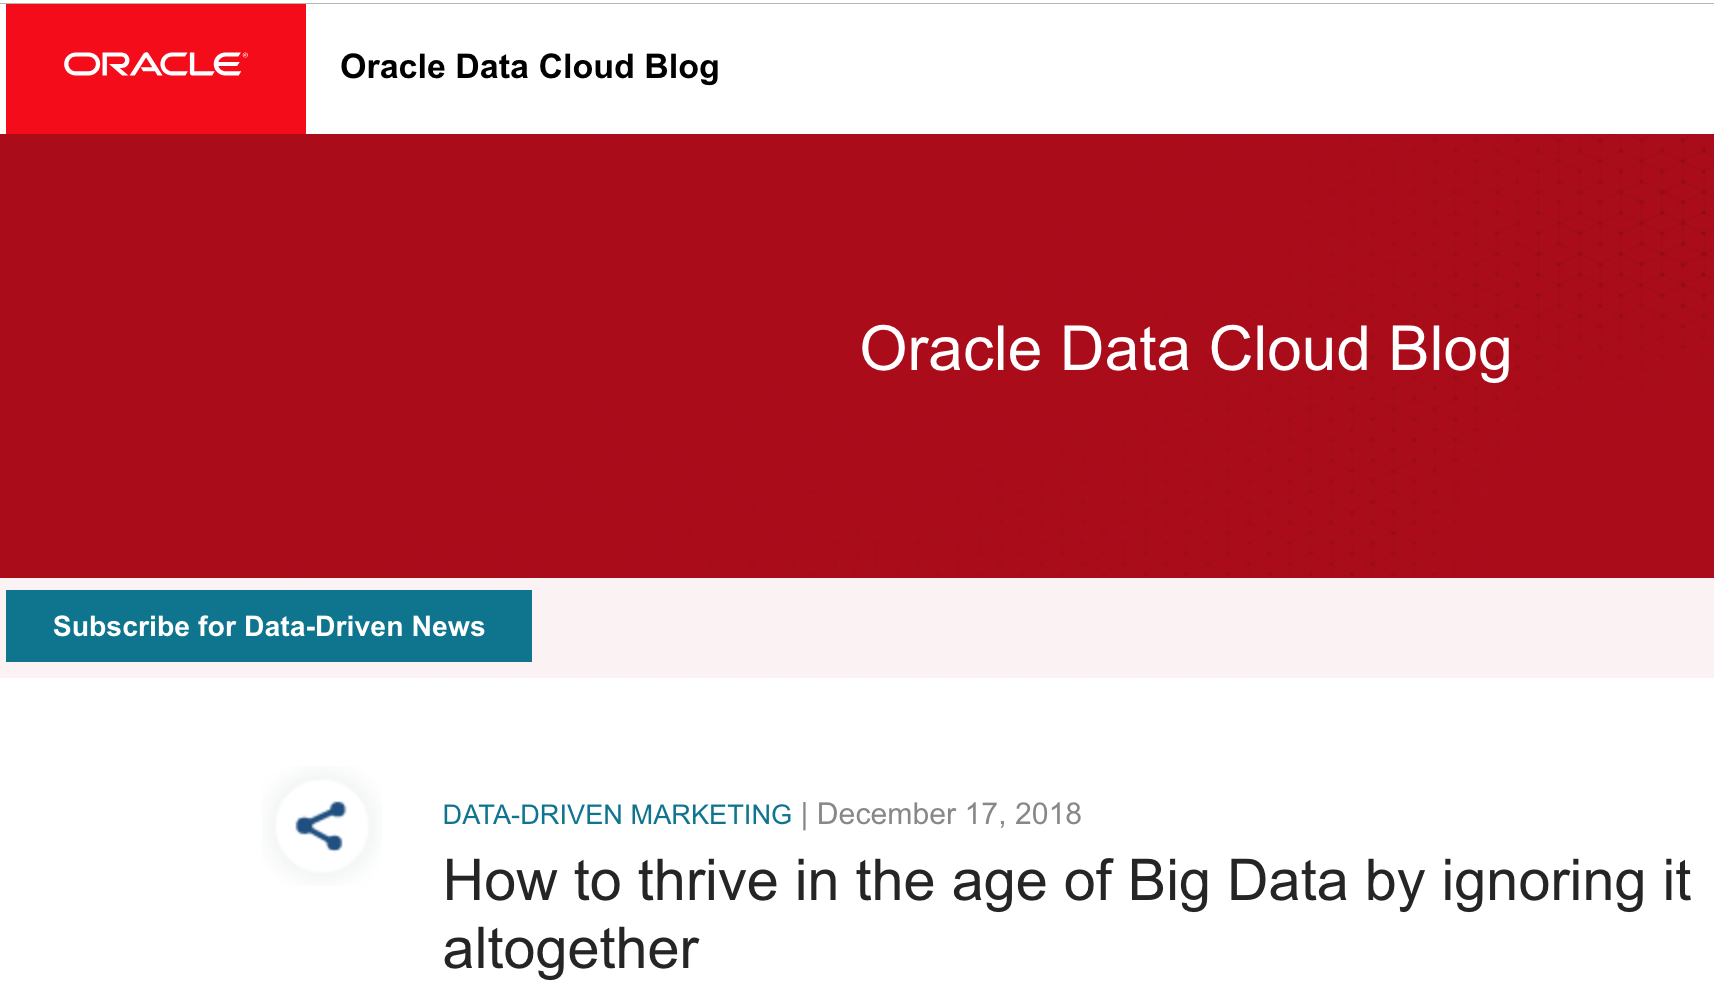 ORACLE®
Oracle Data Cloud Blog
Oracle Data Cloud Blog
Subscribe for Data-Driven News
DATA-DRIVEN MARKETING | December 17, 2018
How to thrive in the age of Big Data by ignoring it
altogether